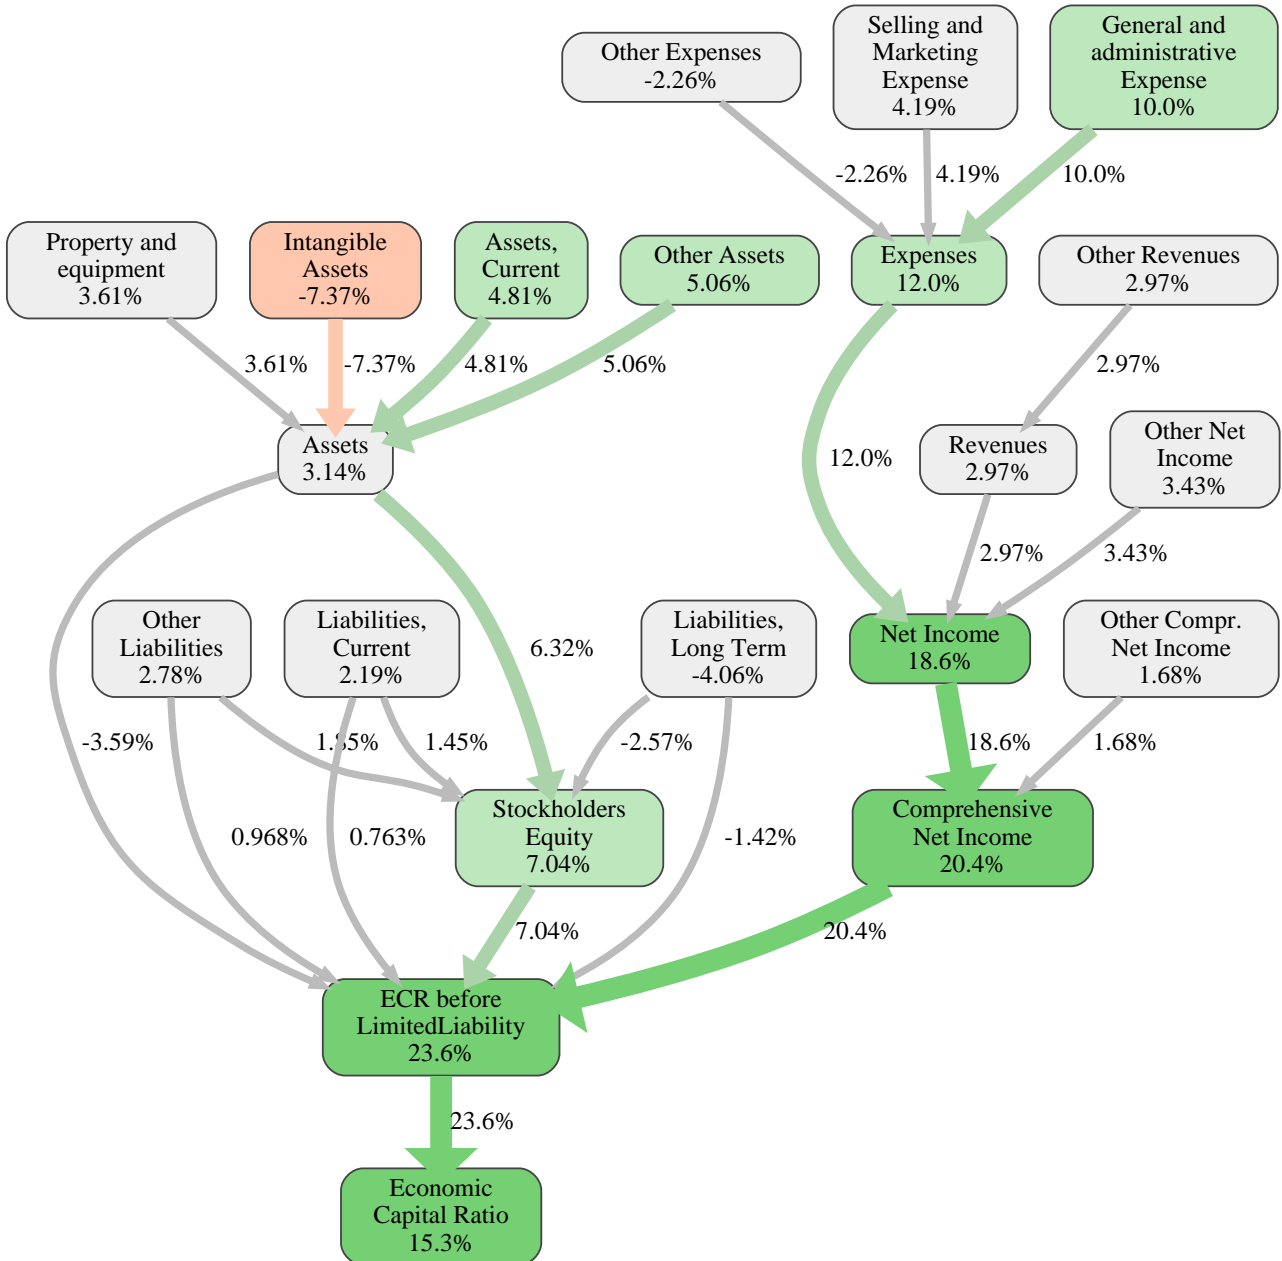 Other Expenses
-2.26%
Selling and
Marketing
Expense
4.19%
General and
administrative
Expense
10.0%
-2.26%
4.19%
10.0%
Property and
equipment
3.61%
Intangible
Assets
-7.37%
Assets,
Current
4.81%
Other Assets
5.06%
Expenses
12.0%
Other Revenues
2.97%
3.61%
-7.37%
4.81%
5.06%
2.97%
Assets
3.14%
12.0%
Revenues
2.97%
Other Net
Income
3.43%
2.97%
3.43%
Other
Liabilities
2.78%
Liabilities,
Current
2.19%
6.32%
Liabilities,
Long Term
-4.06%
Net Income
18.6%
Other Compr.
Net Income
1.68%
-3.59%
1.85%
1.45%
-2.57%
18.6%
1.68%
0.968%
0.763%
Stockholders
Equity
7.04%
-1.42%
Comprehensive
Net Income
20.4%
7.04%
20.4%
ECR before
LimitedLiability
23.6%
23.6%
Economic
Capital Ratio
15.3%